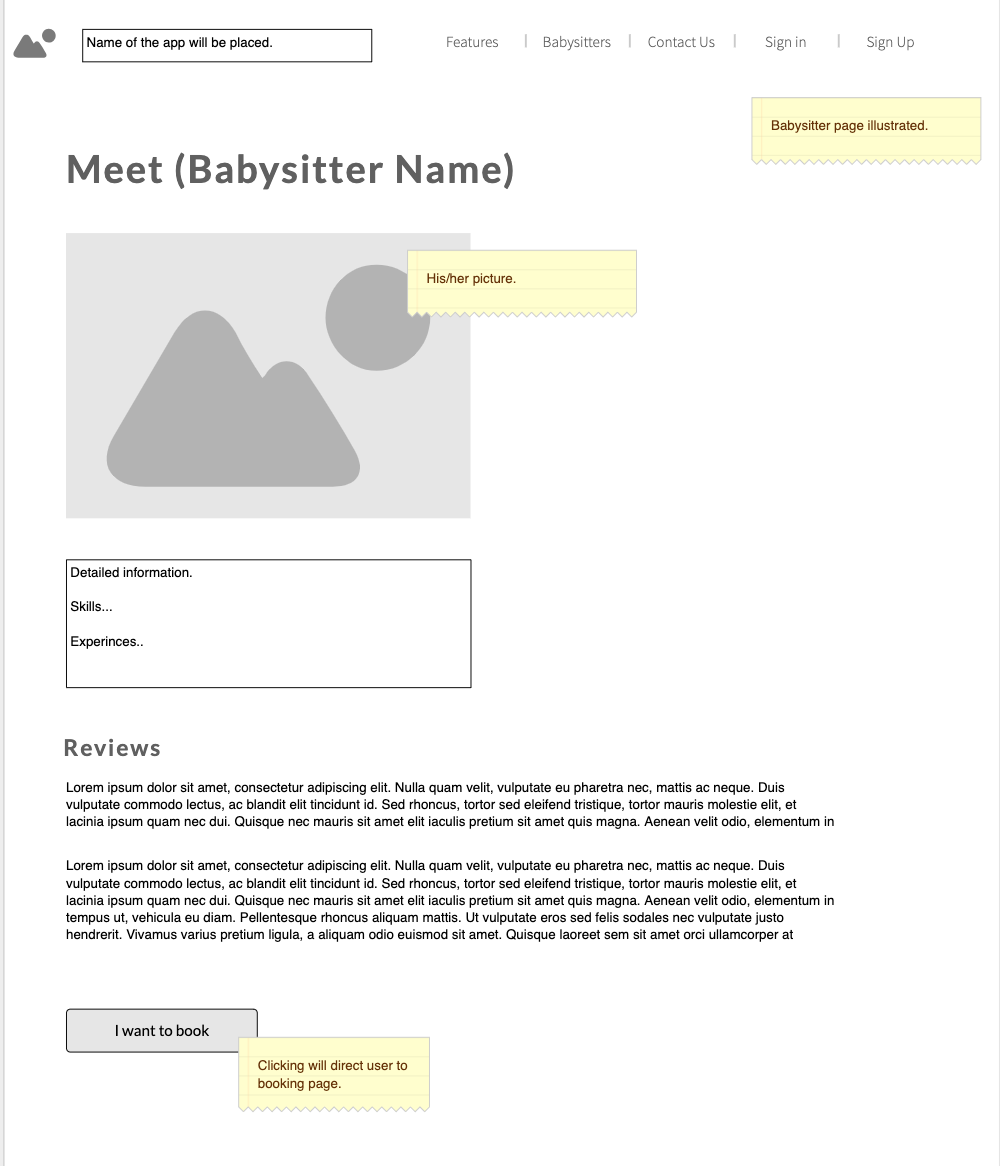 Name of the app will be placed.
Features | Babysitters | Contact Us | Sign in | Sign Up
Babysitter page illustrated.
Meet (Babysitter Name)
His/her picture.
Detailed information.
Skills...
Experinces..
Reviews
Lorem ipsum dolor sit amet, consectetur adipiscing elit. Nulla quam velit, vulputate eu pharetra nec, mattis ac neque. Duis
vulputate commodo lectus, ac blandit elit tincidunt id. Sed rhoncus, tortor sed eleifend tristique, tortor mauris molestie elit, et
lacinia ipsum quam nec dui. Quisque nec mauris sit amet elit iaculis pretium sit amet quis magna. Aenean velit odio, elementum in
Lorem ipsum dolor sit amet, consectetur adipiscing elit. Nulla quam velit, vulputate eu pharetra nec, mattis ac neque. Duis
vulputate commodo lectus, ac blandit elit tincidunt id. Sed rhoncus, tortor sed eleifend tristique, tortor mauris molestie elit, et
lacinia ipsum quam nec dui. Quisque nec mauris sit amet elit iaculis pretium sit amet quis magna. Aenean velit odio, elementum in
tempus ut, vehicula eu diam. Pellentesque rhoncus aliquam mattis. Ut vulputate eros sed felis sodales nec vulputate justo
hendrerit. Vivamus varius pretium ligula, a aliquam odio euismod sit amet. Quisque laoreet sem sit amet orci ullamcorper at
I want to book
Clicking will direct user to
booking page.